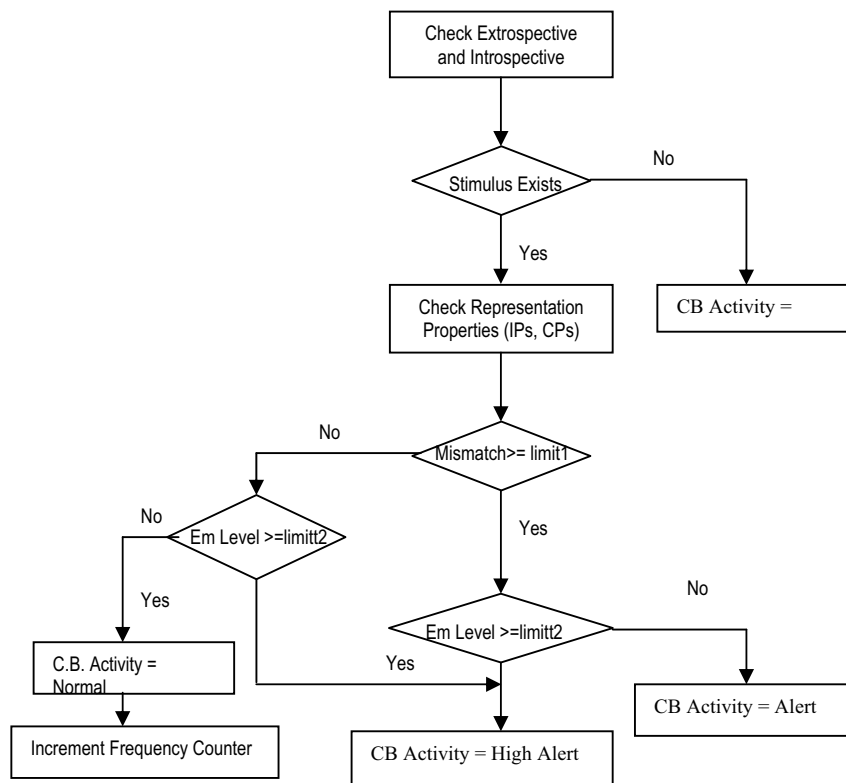 Check Extrospective
and Introspective
No
Stimulus Exists
Yes
Check Representation
Properties (IPs, CPs)
CB Activity =
No
Mismatch>= limit1
No
Em Level >=limitt2
Yes
Yes
No
Em Level >=limitt2
C.B. Activity =
Normal
Yes
CB Activity = Alert
Increment Frequency Counter
CB Activity = High Alert